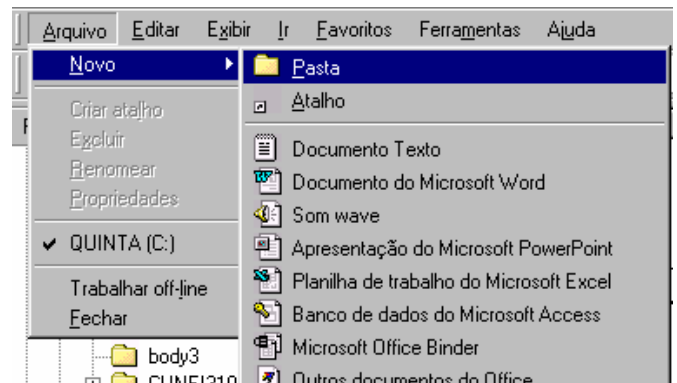 Arquivo Editar Exibir Ir Favoritos Ferramentas Ajuda
Novo
Criar atalho
Excluir
Renomear
Propriedades
QUINTA (C:)
Trabalhar off-line
Fechar
Pasta
Atalho
Documento Texto
Documento do Microsoft Word
Som wave
Apresentação do Microsoft PowerPoint
Planilha de trabalho do Microsoft Excel
Banco de dados do Microsoft Access
Microsoft Office Binder
Outros documentos do Office
body3